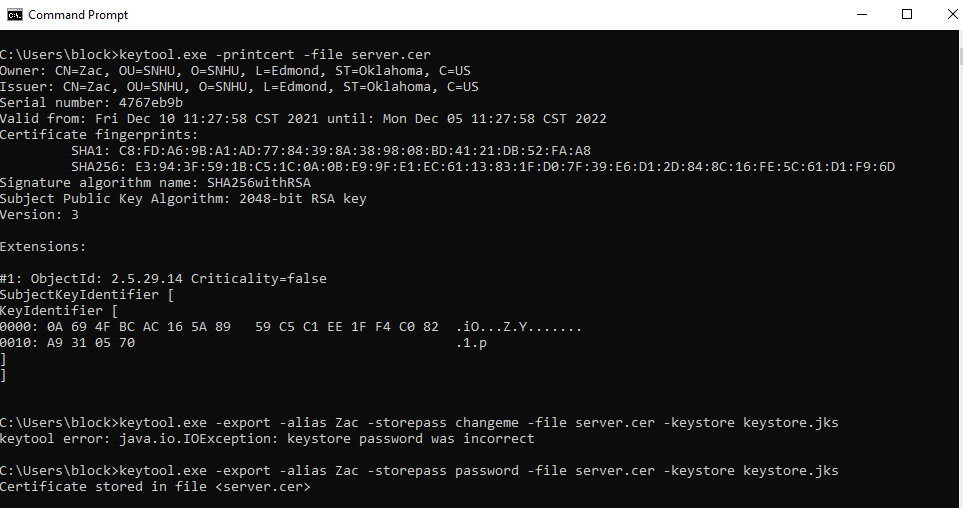 Command Prompt
C:\Users\block>keytool.exe -printcert -file server.cer
Owner: CN=Zac, OU=SNHU, O=SNHU, L=Edmond, ST=Oklahoma, C=US
Issuer: CN=Zac, OU=SNHU, O=SNHU, L=Edmond, ST=Oklahoma, C=US
Serial number: 4767eb9b
Valid from: Fri Dec 10 11:27:58 CST 2021 until: Mon Dec 05 11:27:58 CST 2022
Certificate fingerprints:
         SHA1: C8:FD:A6:9B:A1:AD:77:84:39:8A:38:98:08:BD:41:21:DB:52:FA:A8
         SHA256: E3:94:3F:59:1B:C5:1C:0A:0B:E9:9F:E1:EC:61:13:83:1F:D0:7F:39:E6:D1:2D:84:8C:16:FE:5C:61:D1:F9:6D
Signature algorithm name: SHA256withRSA
Subject Public Key Algorithm: 2048-bit RSA key
Version: 3
Extensions:
#1: ObjectId: 2.5.29.14 Criticality=false
SubjectKeyIdentifier [
KeyIdentifier [
0000: 0A 69 4F BC AC 16 5A 89   59 C5 C1 EE 1F F4 C0 82  .iO...Z.Y.......
0010: A9 31 05 70                                        .1.p
]
]
C:\Users\block>keytool.exe -export -alias Zac -storepass changeme -file server.cer -keystore keystore.jks
keytool error: java.io.IOException: keystore password was incorrect
C:\Users\block>keytool.exe -export -alias Zac -storepass password -file server.cer -keystore keystore.jks
Certificate stored in file <server.cer>